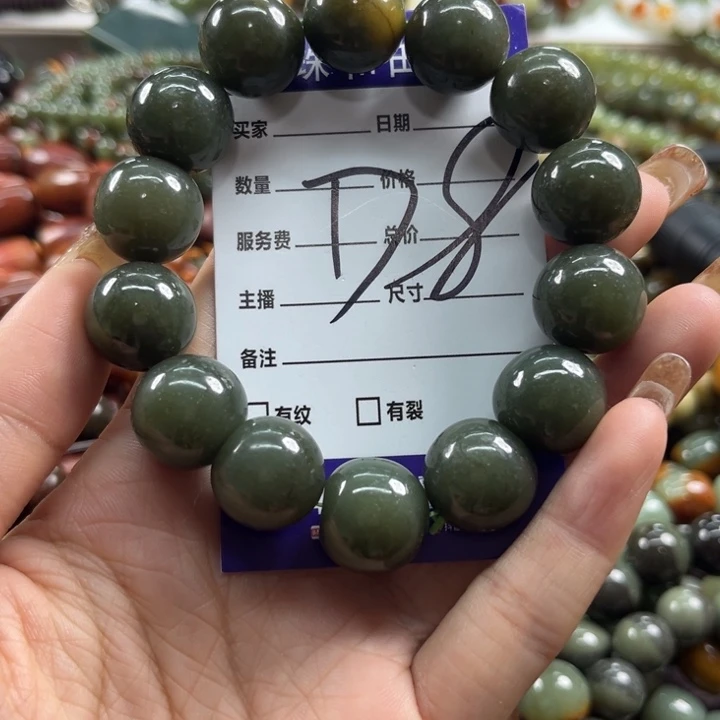 买家 日期
数量 价格
服务费 总价
主播 尺寸
备注
有纹 有裂
D8